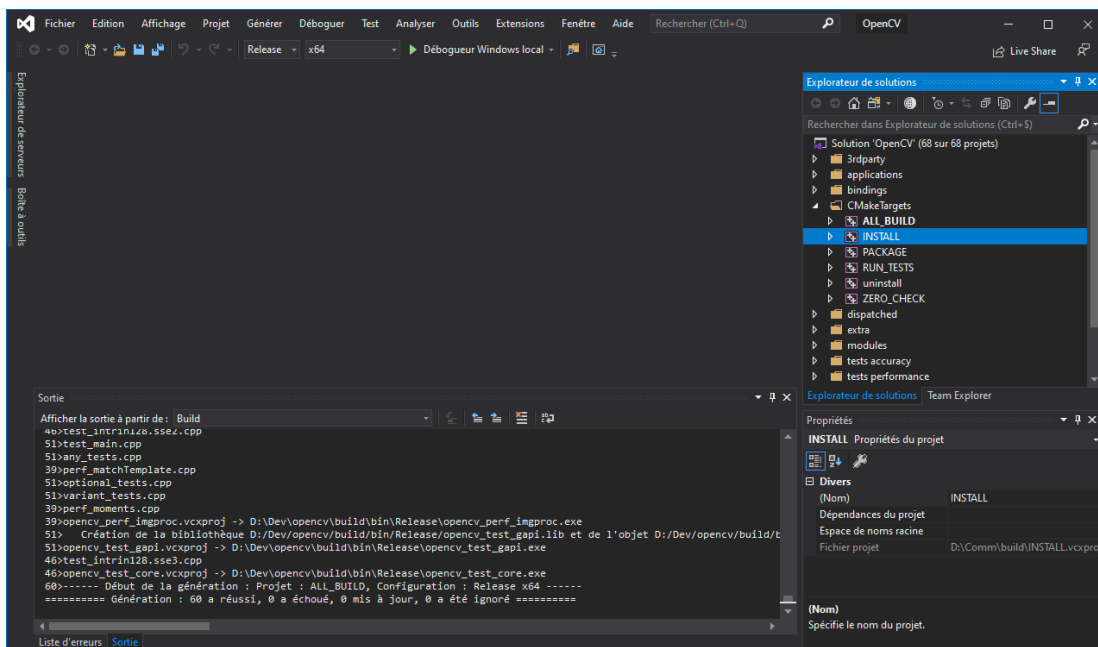 Fichier Edition Affichage Projet Générer Déboguer Test Analyser Outils Extensions Fenêtre Aide Rechercher (Ctrl+Q) OpenCV
Release x64 Débogueur Windows local Live Share
Explorateur de serveurs
Boîte à outils
Explorateur de solutions
Rechercher dans Explorateur de solutions (Ctrl+$)
Solution 'OpenCV' (68 sur 68 projets)
3rdparty
applications
bindings
CMakeTargets
ALL_BUILD
INSTALL
PACKAGE
RUN_TESTS
uninstall
ZERO_CHECK
dispatched
extra
modules
tests accuracy
tests performance
Explorateur de solutions Team Explorer
Sortie
Afficher la sortie à partir de : Build
46>test_intrin128.sse2.cpp
51>test_main.cpp
51>any_tests.cpp
39>perf_matchTemplate.cpp
51>optional_tests.cpp
51>variant_tests.cpp
39>perf_moments.cpp
39>opencv_perf_imgproc.vcxproj -> D:\Dev\opencv\build\bin\Release\opencv_perf_imgproc.exe
51> Création de la bibliothèque D:/Dev/opencv/build/bin/Release/opencv_test_gapi.lib et de l'objet D:/Dev/opencv/build/
51>opencv_test_gapi.vcxproj -> D:\Dev\opencv\build\bin\Release\opencv_test_gapi.exe
46>test_intrin128.sse3.cpp
46>opencv_test_core.vcxproj -> D:\Dev\opencv\build\bin\Release\opencv_test_core.exe
60>------ Début de la génération : Projet : ALL_BUILD, Configuration : Release x64 ------
========== Génération : 60 a réussi, 0 a échoué, 0 mis à jour, 0 a été ignoré ==========
Liste d'erreurs Sortie
Propriétés
INSTALL Propriétés du projet
Divers
(Nom) INSTALL
Dépendances du projet
Espace de noms racine
Fichier projet D:\Comm\build\INSTALL.vcxpro
(Nom)
Spécifie le nom du projet.